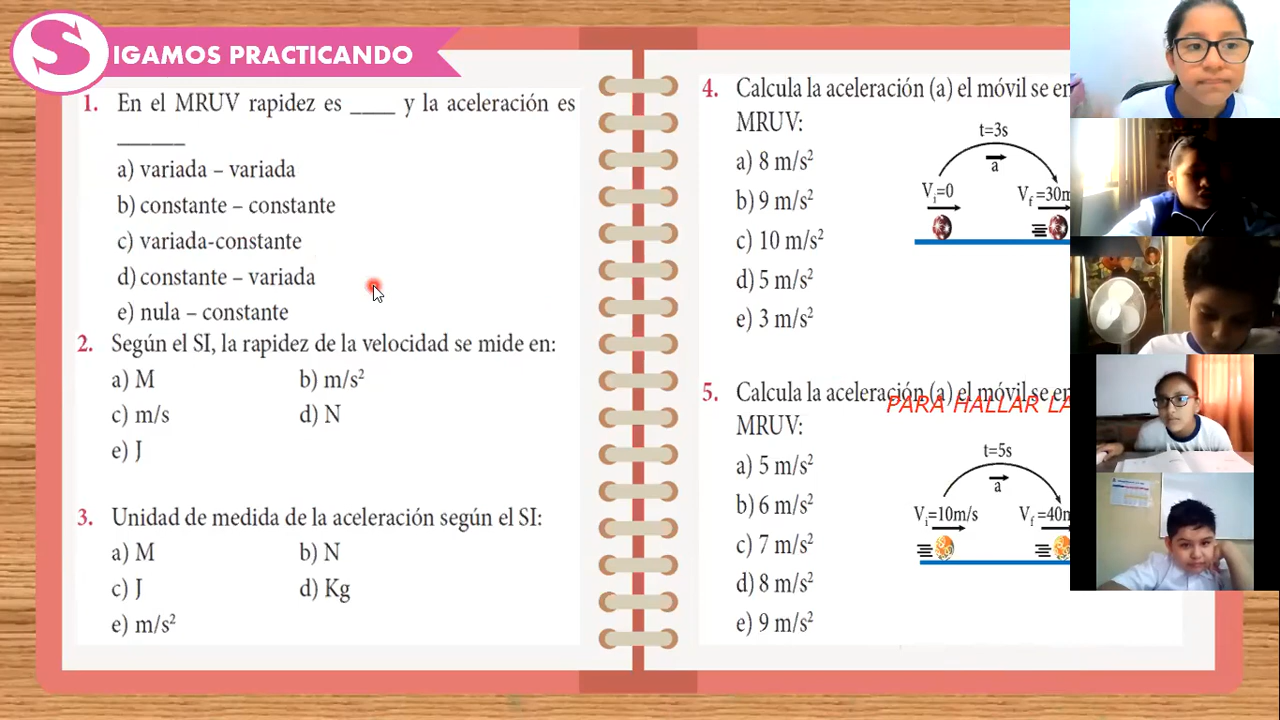 SIGAMOS PRACTICANDO
1. En el MRUV rapidez es ____ y la aceleración es
______
a) variada – variada
b) constante – constante
c) variada-constante
d) constante – variada
e) nula – constante
2. Según el SI, la rapidez de la velocidad se mide en:
a) M b) m/s²
c) m/s d) N
e) J
3. Unidad de medida de la aceleración según el SI:
a) M b) N
c) J d) Kg
e) m/s²
4. Calcula la aceleración (a) el móvil se en
MRUV:
a) 8 m/s²
b) 9 m/s²
c) 10 m/s²
d) 5 m/s²
e) 3 m/s²
t=3s
a
Vi=0 Vf=30m
5. Calcula la aceleración (a) el móvil se en
PARA HALLAR LA
MRUV:
a) 5 m/s²
b) 6 m/s²
c) 7 m/s²
d) 8 m/s²
e) 9 m/s²
t=5s
a
Vi=10m/s Vf=40m